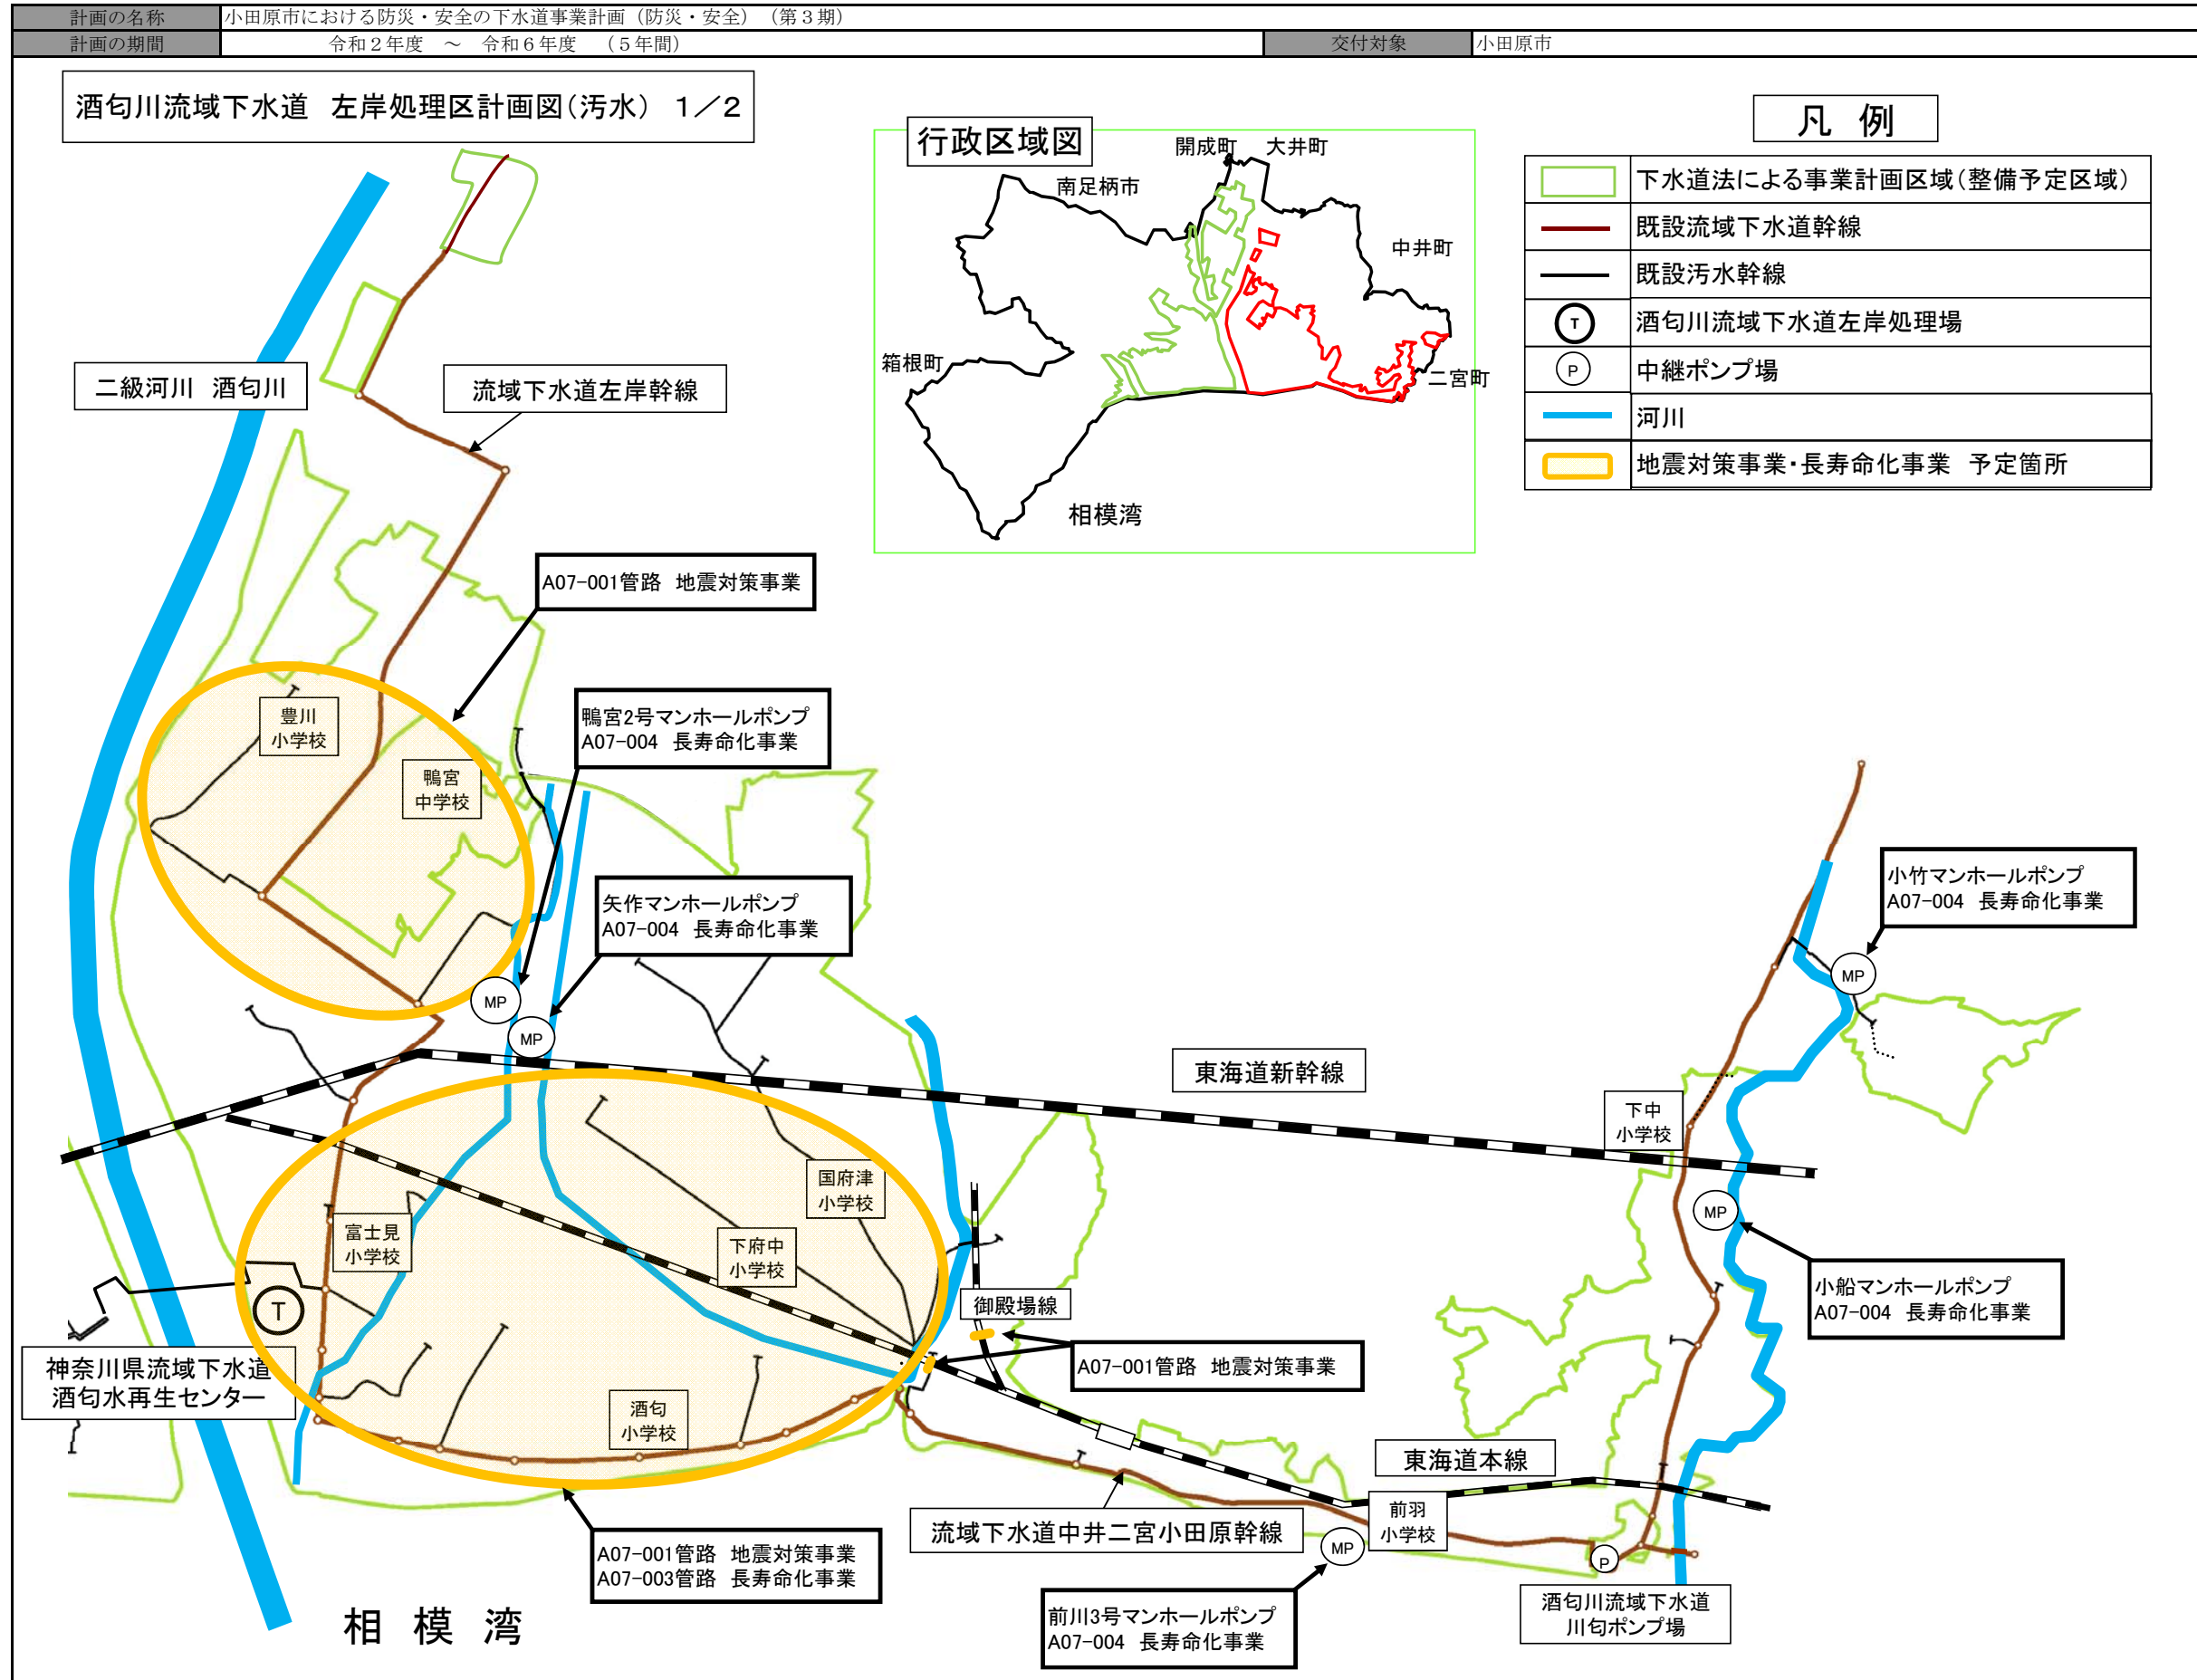 計画の名称
小田原市における防災・安全の下水道事業計画（防災・安全）（第３期）
計画の期間
令和２年度　～　令和６年度　（５年間）
交付対象
小田原市
酒匂川流域下水道　左岸処理区計画図（汚水）　１／２
行政区域図
開成町
大井町
南足柄市
中井町
箱根町
二宮町
相模湾
凡　例
下水道法による事業計画区域（整備予定区域）
既設流域下水道幹線
既設汚水幹線
T
酒匂川流域下水道左岸処理場
P
中継ポンプ場
河川
地震対策事業・長寿命化事業　予定箇所
二級河川　酒匂川
流域下水道左岸幹線
A07-001管路　地震対策事業
豊川
小学校
鴨宮
中学校
鴨宮2号マンホールポンプ
A07-004　長寿命化事業
矢作マンホールポンプ
A07-004　長寿命化事業
小竹マンホールポンプ
A07-004　長寿命化事業
MP
MP
MP
東海道新幹線
下中
小学校
国府津
小学校
MP
富士見
小学校
下府中
小学校
御殿場線
小船マンホールポンプ
A07-004　長寿命化事業
T
A07-001管路　地震対策事業
神奈川県流域下水道
酒匂水再生センター
酒匂
小学校
東海道本線
前羽
小学校
流域下水道中井二宮小田原幹線
MP
P
A07-001管路　地震対策事業
A07-003管路　長寿命化事業
前川3号マンホールポンプ
A07-004　長寿命化事業
酒匂川流域下水道
川匂ポンプ場
相　模　湾